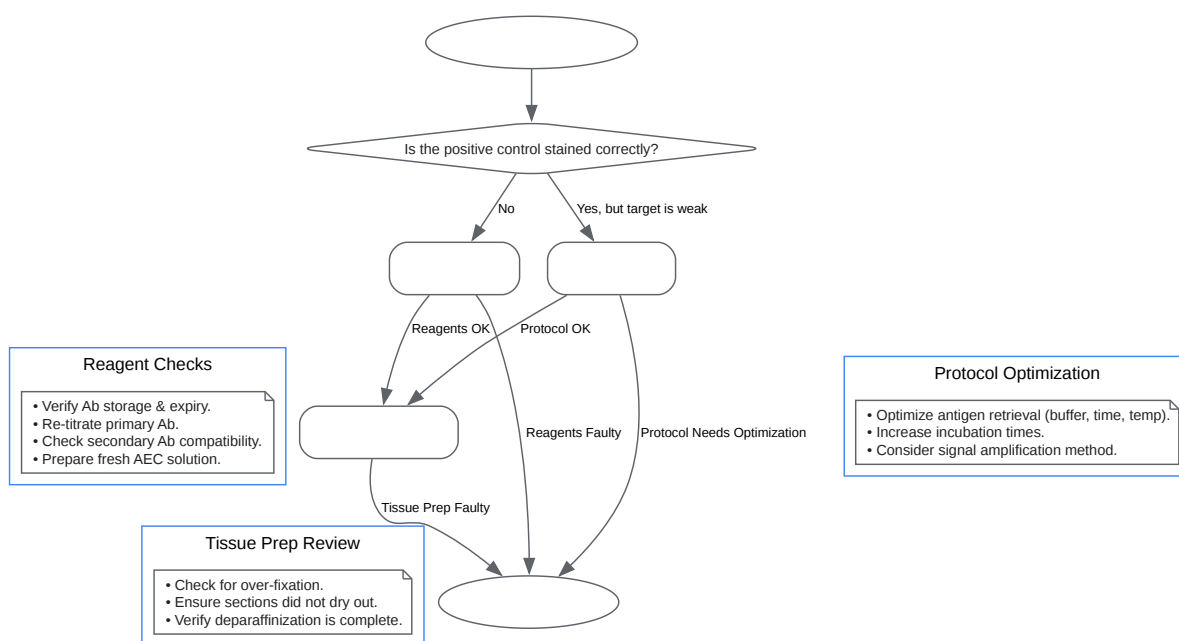 Is the positive control stained correctly?
No
Yes, but target is weak
Reagents OK
Protocol OK
Reagent Checks
• Verify Ab storage & expiry.
• Re-titrate primary Ab.
• Check secondary Ab compatibility.
• Prepare fresh AEC solution.
Protocol Optimization
• Optimize antigen retrieval (buffer, time, temp).
• Increase incubation times.
• Consider signal amplification method.
Reagents Faulty
Protocol Needs Optimization
Tissue Prep Faulty
Tissue Prep Review
• Check for over-fixation.
• Ensure sections did not dry out.
• Verify deparaffinization is complete.